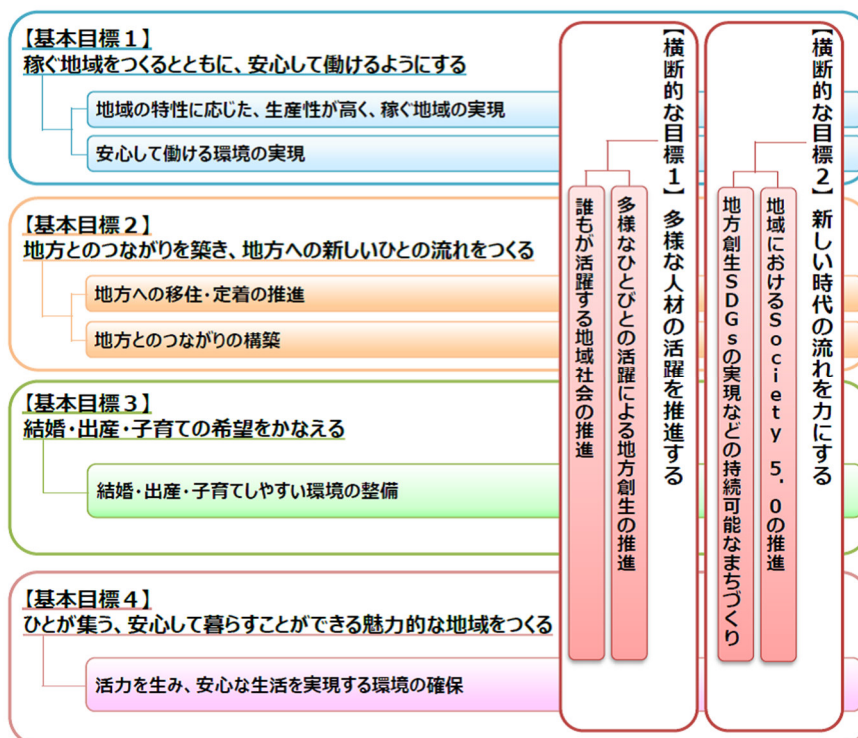 【基本目標１】
稼ぐ地域をつくるとともに、安心して働けるようにする
地域の特性に応じた、生産性が高く、稼ぐ地域の実現
安心して働ける環境の実現
【基本目標２】
地方とのつながりを築き、地方への新しいひとの流れをつくる
地方への移住・定着の推進
地方とのつながりの構築
【基本目標３】
結婚・出産・子育ての希望をかなえる
結婚・出産・子育てしやすい環境の整備
【基本目標４】
ひとが集う、安心して暮らすことができる魅力的な地域をつくる
活力を生み、安心な生活を実現する環境の確保
【横断的な目標１】多様な人材の活躍を推進する
多様なひとびとの活躍による地方創生の推進
誰もが活躍する地域社会の推進
【横断的な目標２】新しい時代の流れを力にする
地域におけるSociety 5.0の推進
地方創生SDGsの実現などの持続可能なまちづくり